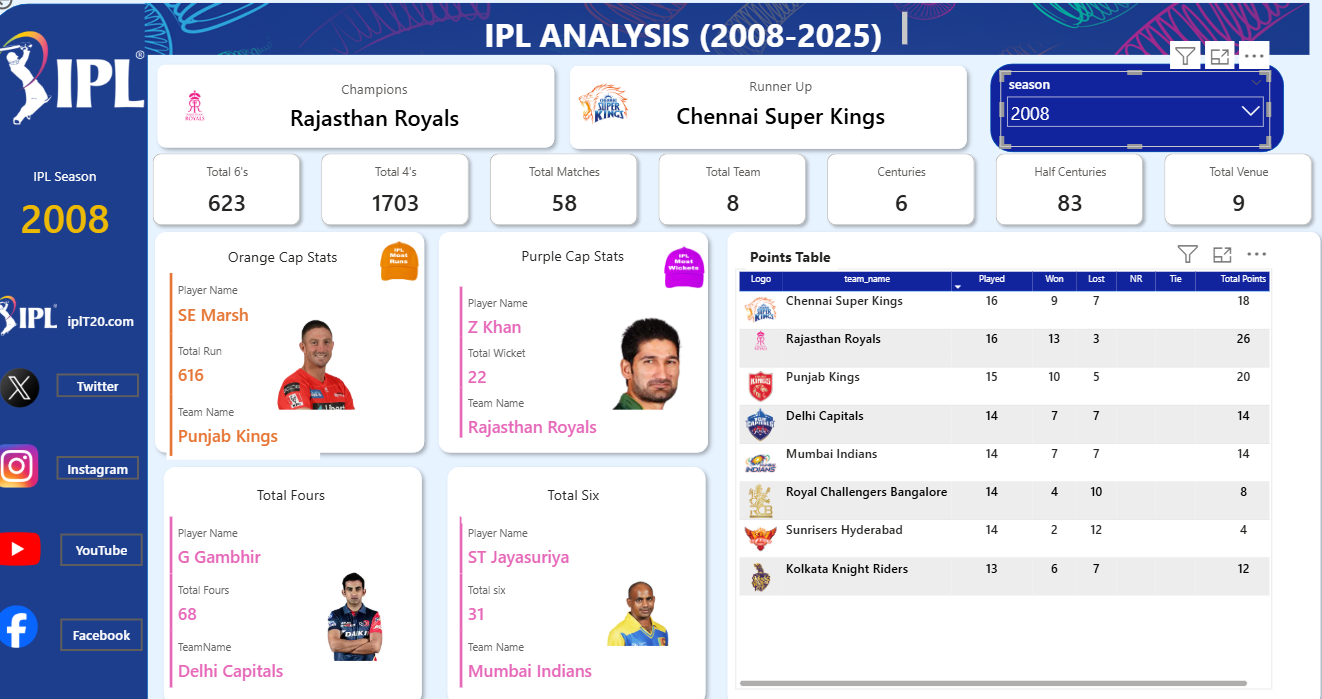 IPL ANALYSIS (2008-2025)
IPL
®
IPL Season
2008
IPL
iplT20.com
X
Twitter
Instagram
YouTube
Facebook
RAJASTHAN
ROYALS
Champions
Rajasthan Royals
CHENNAI
SUPER
KINGS
Runner Up
Chennai Super Kings
season
2008
Total 6's
623
Total 4's
1703
Total Matches
58
Total Team
8
Centuries
6
Half Centuries
83
Total Venue
9
Orange Cap Stats
IPL
Most
Runs
Player Name
SE Marsh
Total Run
616
Team Name
Punjab Kings
Purple Cap Stats
IPL
Most
Wickets
Player Name
Z Khan
Total Wicket
22
Team Name
Rajasthan Royals
Total Fours
Player Name
G Gambhir
Total Fours
68
TeamName
Delhi Capitals
DAIKIN
Total Six
Player Name
ST Jayasuriya
Total six
31
Team Name
Mumbai Indians
Points Table
Logo team_name Played Won Lost NR Tie Total Points
Chennai Super Kings 16 9 7 18
Rajasthan Royals 16 13 3 26
Punjab Kings 15 10 5 20
Delhi Capitals 14 7 7 14
Mumbai Indians 14 7 7 14
Royal Challengers Bangalore 14 4 10 8
Sunrisers Hyderabad 14 2 12 4
Kolkata Knight Riders 13 6 7 12